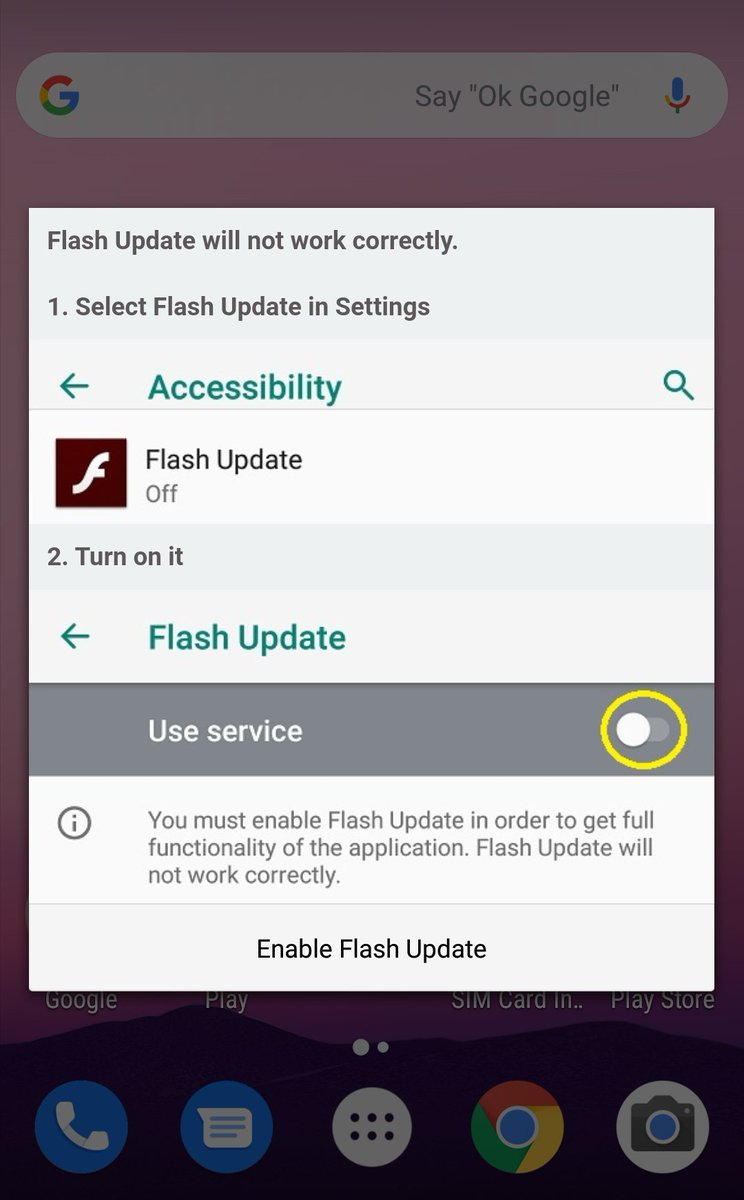 Say "Ok Google"
Flash Update will not work correctly.
1. Select Flash Update in Settings
Accessibility
Flash Update
Off
2. Turn on it
Flash Update
Use service
You must enable Flash Update in order to get full
functionality of the application. Flash Update will
not work correctly.
Enable Flash Update
Google Play SIM Card In.. Play Store